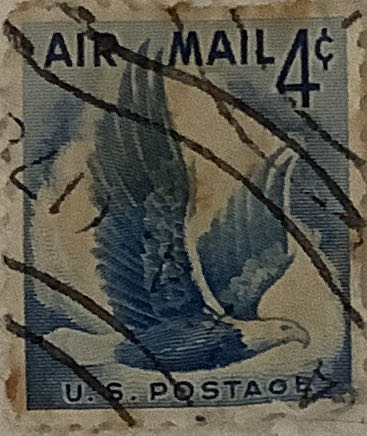 AIR MAIL 4¢
U.S. POSTAGE